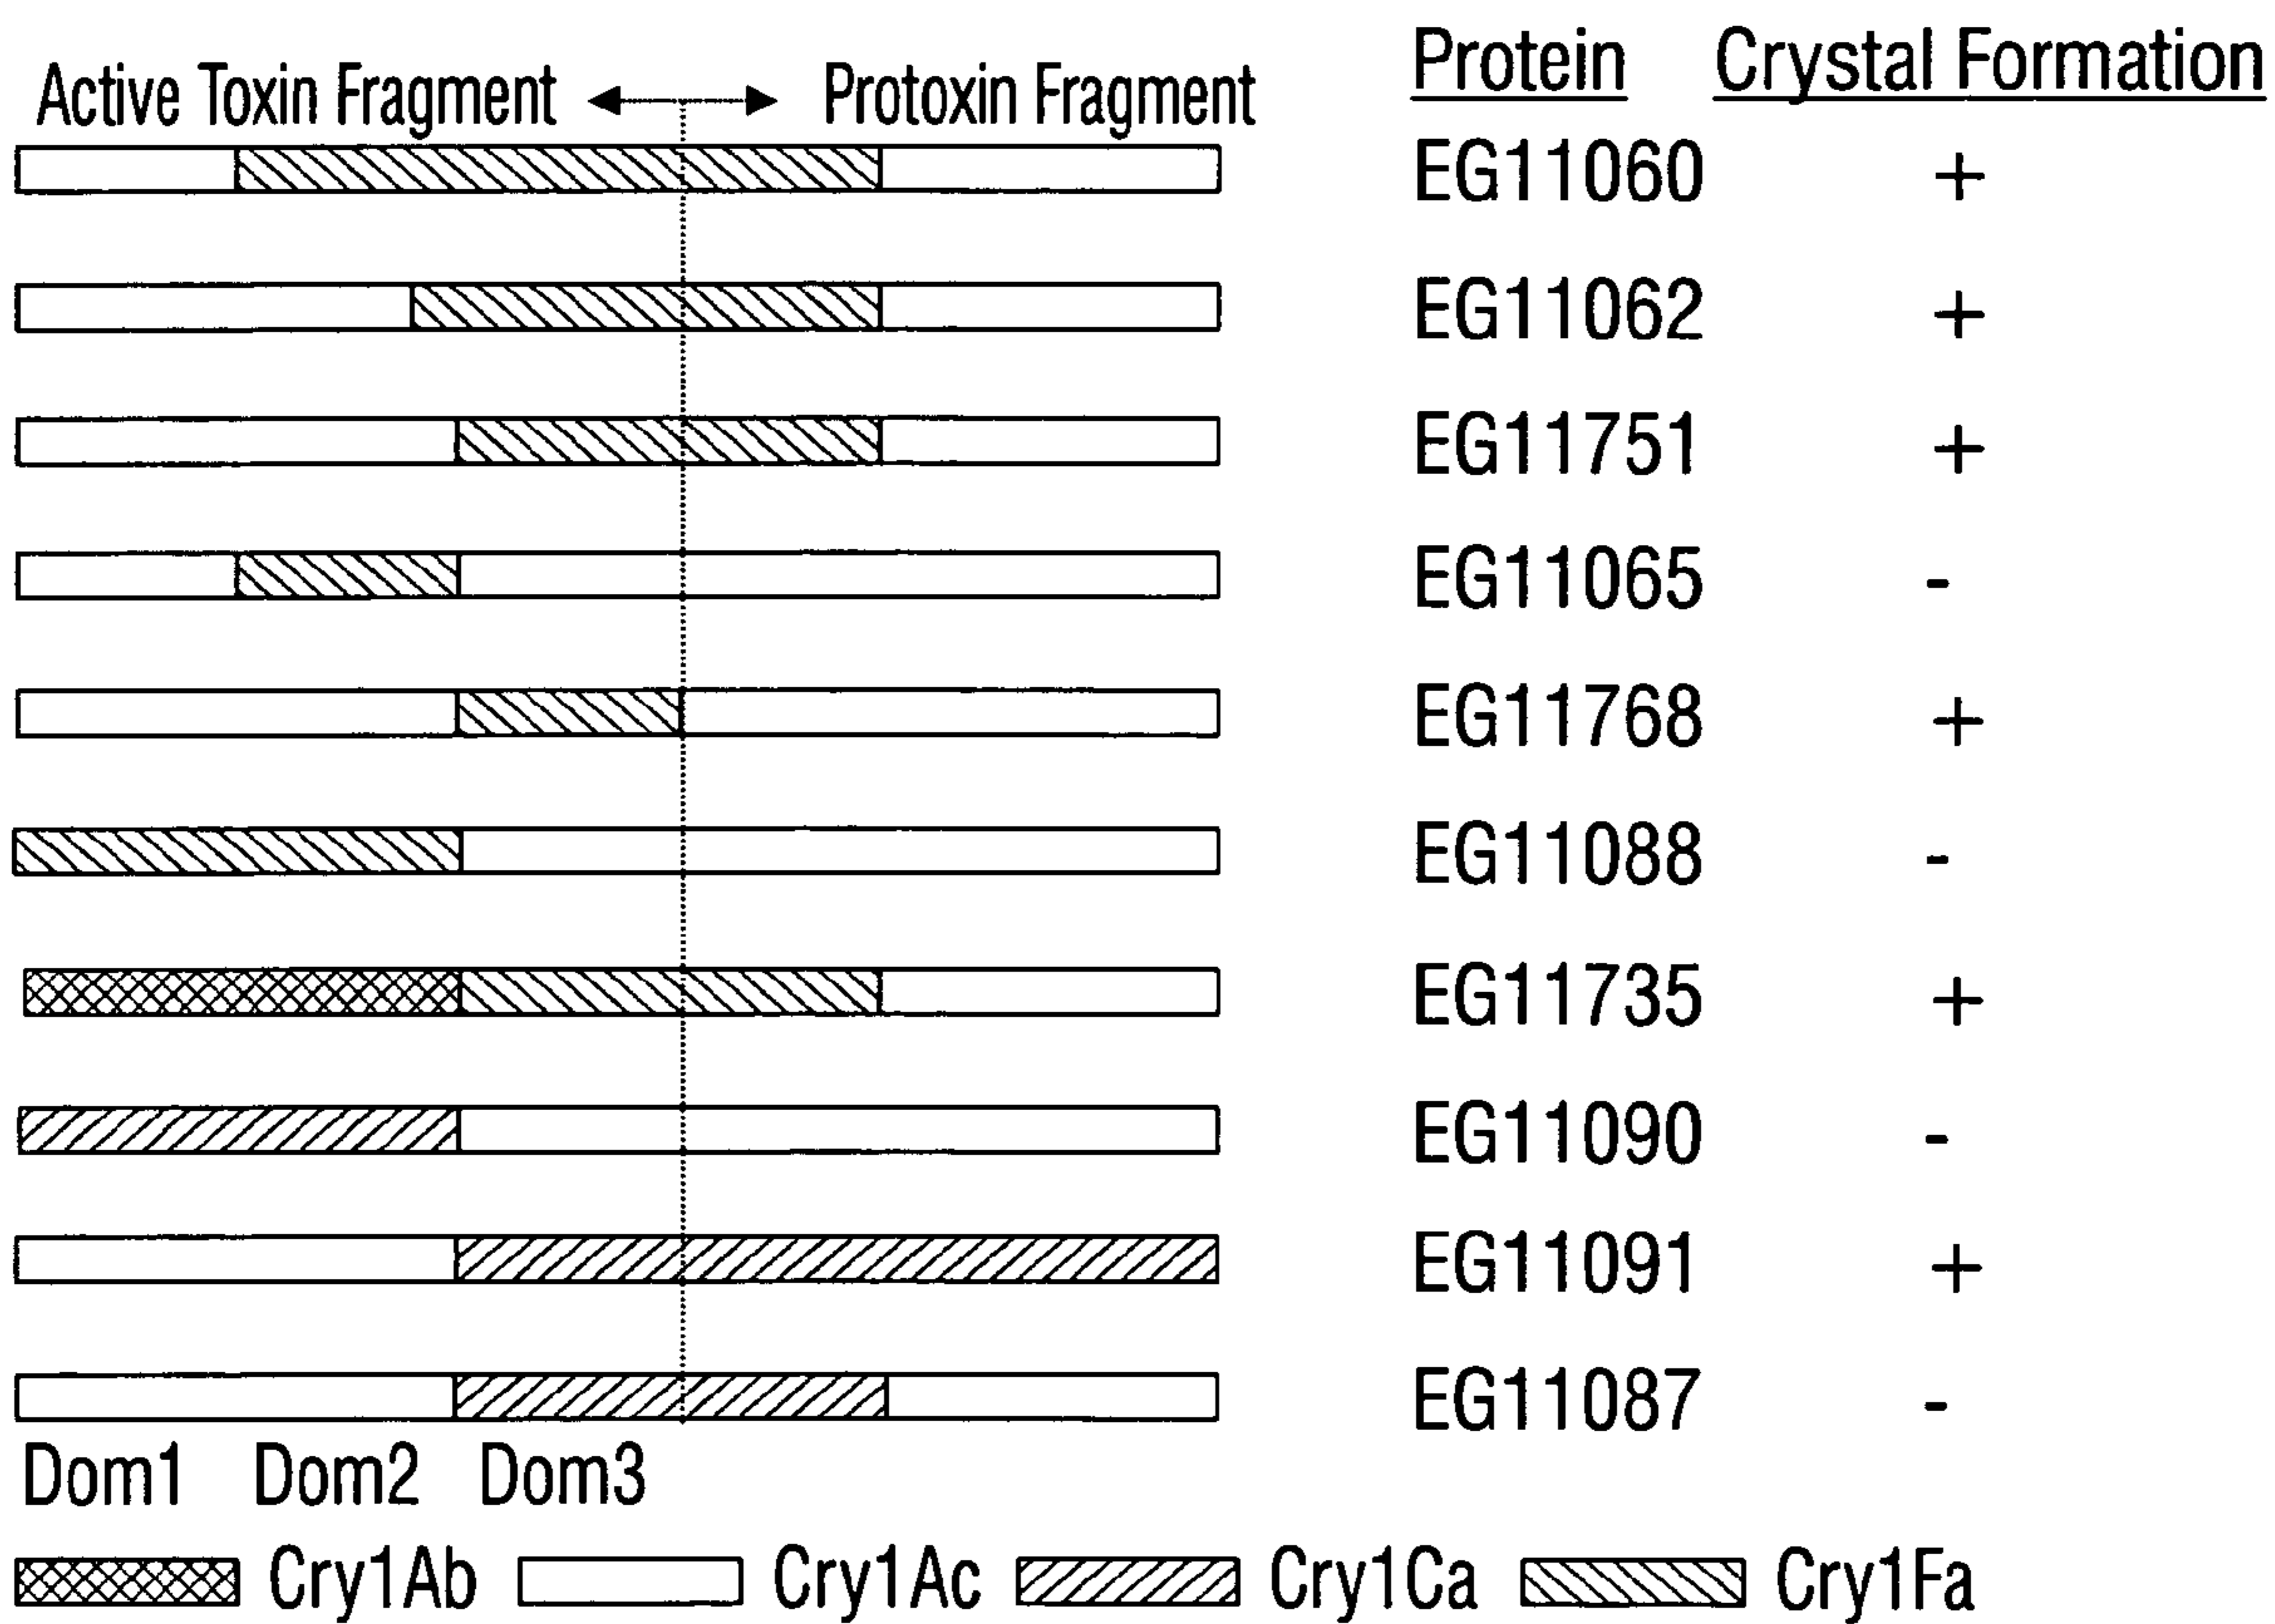 Active Toxin Fragment Protoxin Fragment Protein Crystal Formation
EG11060 +
EG11062 +
EG11751 +
EG11065 -
EG11768 +
EG11088 -
EG11735 +
EG11090 -
EG11091 +
EG11087 -
Dom1 Dom2 Dom3
Cry1Ab Cry1Ac Cry1Ca Cry1Fa